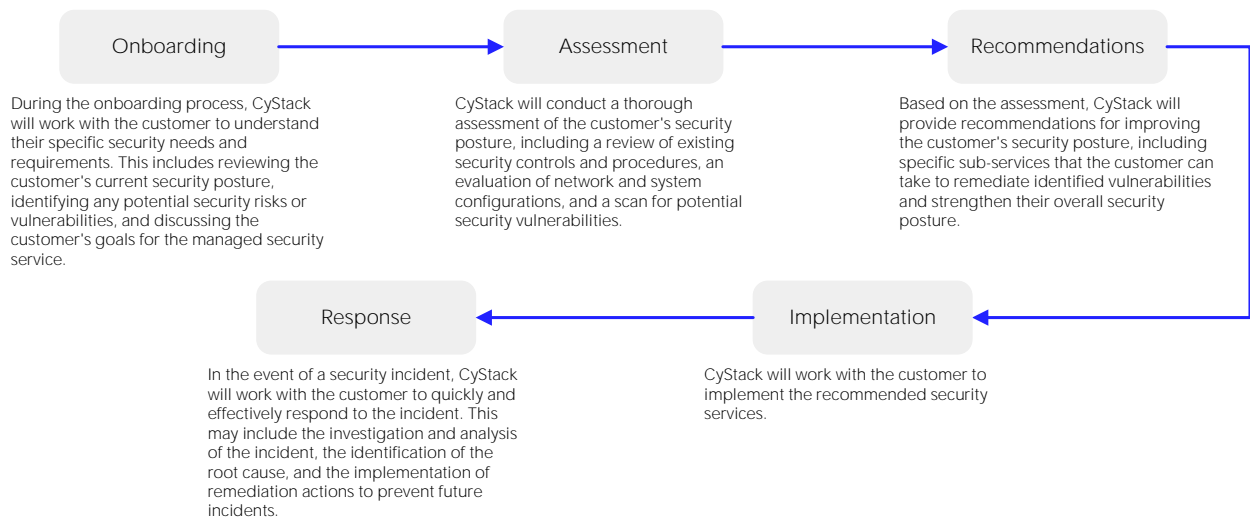 Onboarding
Assessment
Recommendations
During the onboarding process, CyStack
will work with the customer to understand
their specific security needs and
requirements. This includes reviewing the
customer's current security posture,
identifying any potential security risks or
vulnerabilities, and discussing the
customer's goals for the managed security
service.
CyStack will conduct a thorough
assessment of the customer's security
posture, including a review of existing
security controls and procedures, an
evaluation of network and system
configurations, and a scan for potential
security vulnerabilities.
Based on the assessment, CyStack will
provide recommendations for improving
the customer's security posture, including
specific sub-services that the customer can
take to remediate identified vulnerabilities
and strengthen their overall security
posture.
Response
Implementation
In the event of a security incident, CyStack
will work with the customer to quickly and
effectively respond to the incident. This
may include the investigation and analysis
of the incident, the identification of the
root cause, and the implementation of
remediation actions to prevent future
incidents.
CyStack will work with the customer to
implement the recommended security
services.